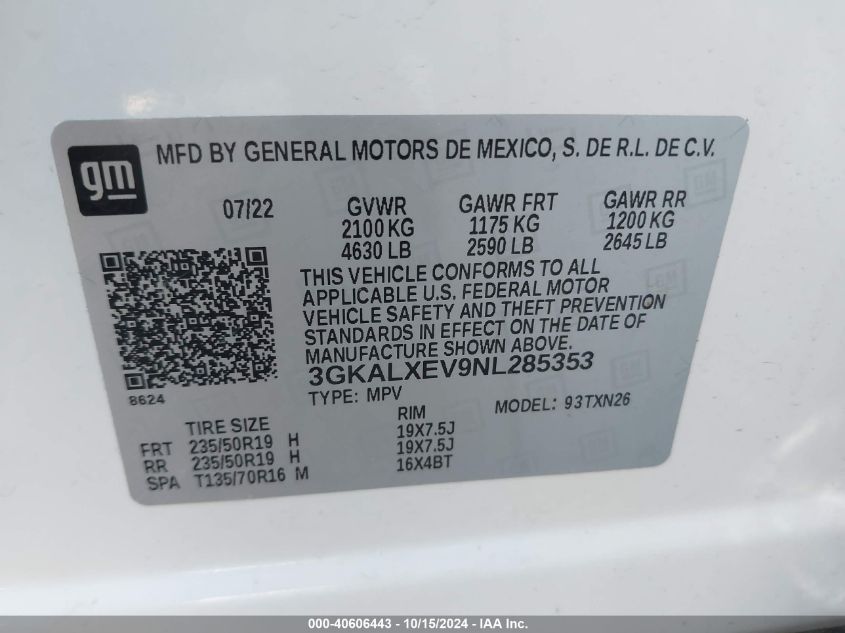 gm
MFD BY GENERAL MOTORS DE MEXICO, S. DE R.L. DE C.V.
07/22 GVWR GAWR FRT GAWR RR
2100 KG 1175 KG 1200 KG
4630 LB 2590 LB 2645 LB
THIS VEHICLE CONFORMS TO ALL
APPLICABLE U.S. FEDERAL MOTOR
VEHICLE SAFETY AND THEFT PREVENTION
STANDARDS IN EFFECT ON THE DATE OF
MANUFACTURE SHOWN ABOVE.
3GKALXEV9NL285353
8624
TYPE: MPV MODEL: 93TXN26
TIRE SIZE RIM
FRT 235/50R19 H 19X7.5J
RR 235/50R19 H 19X7.5J
SPA T135/70R16 M 16X4BT
000-40606443 - 10/15/2024 - IAA Inc.